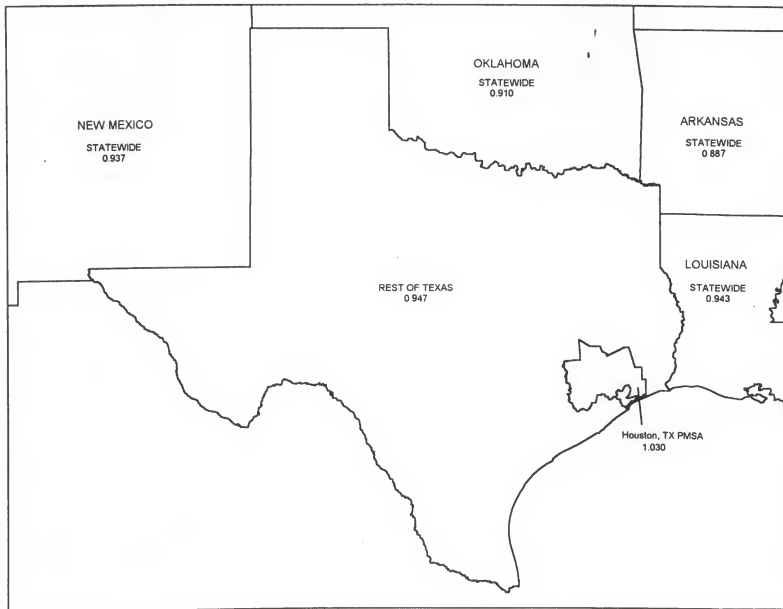 OKLAHOMA
STATEWIDE
0.910
NEW MEXICO
STATEWIDE
0.937
ARKANSAS
STATEWIDE
0.887
LOUISIANA
STATEWIDE
0.943
REST OF TEXAS
0.947
Houston, TX PMSA
1.030